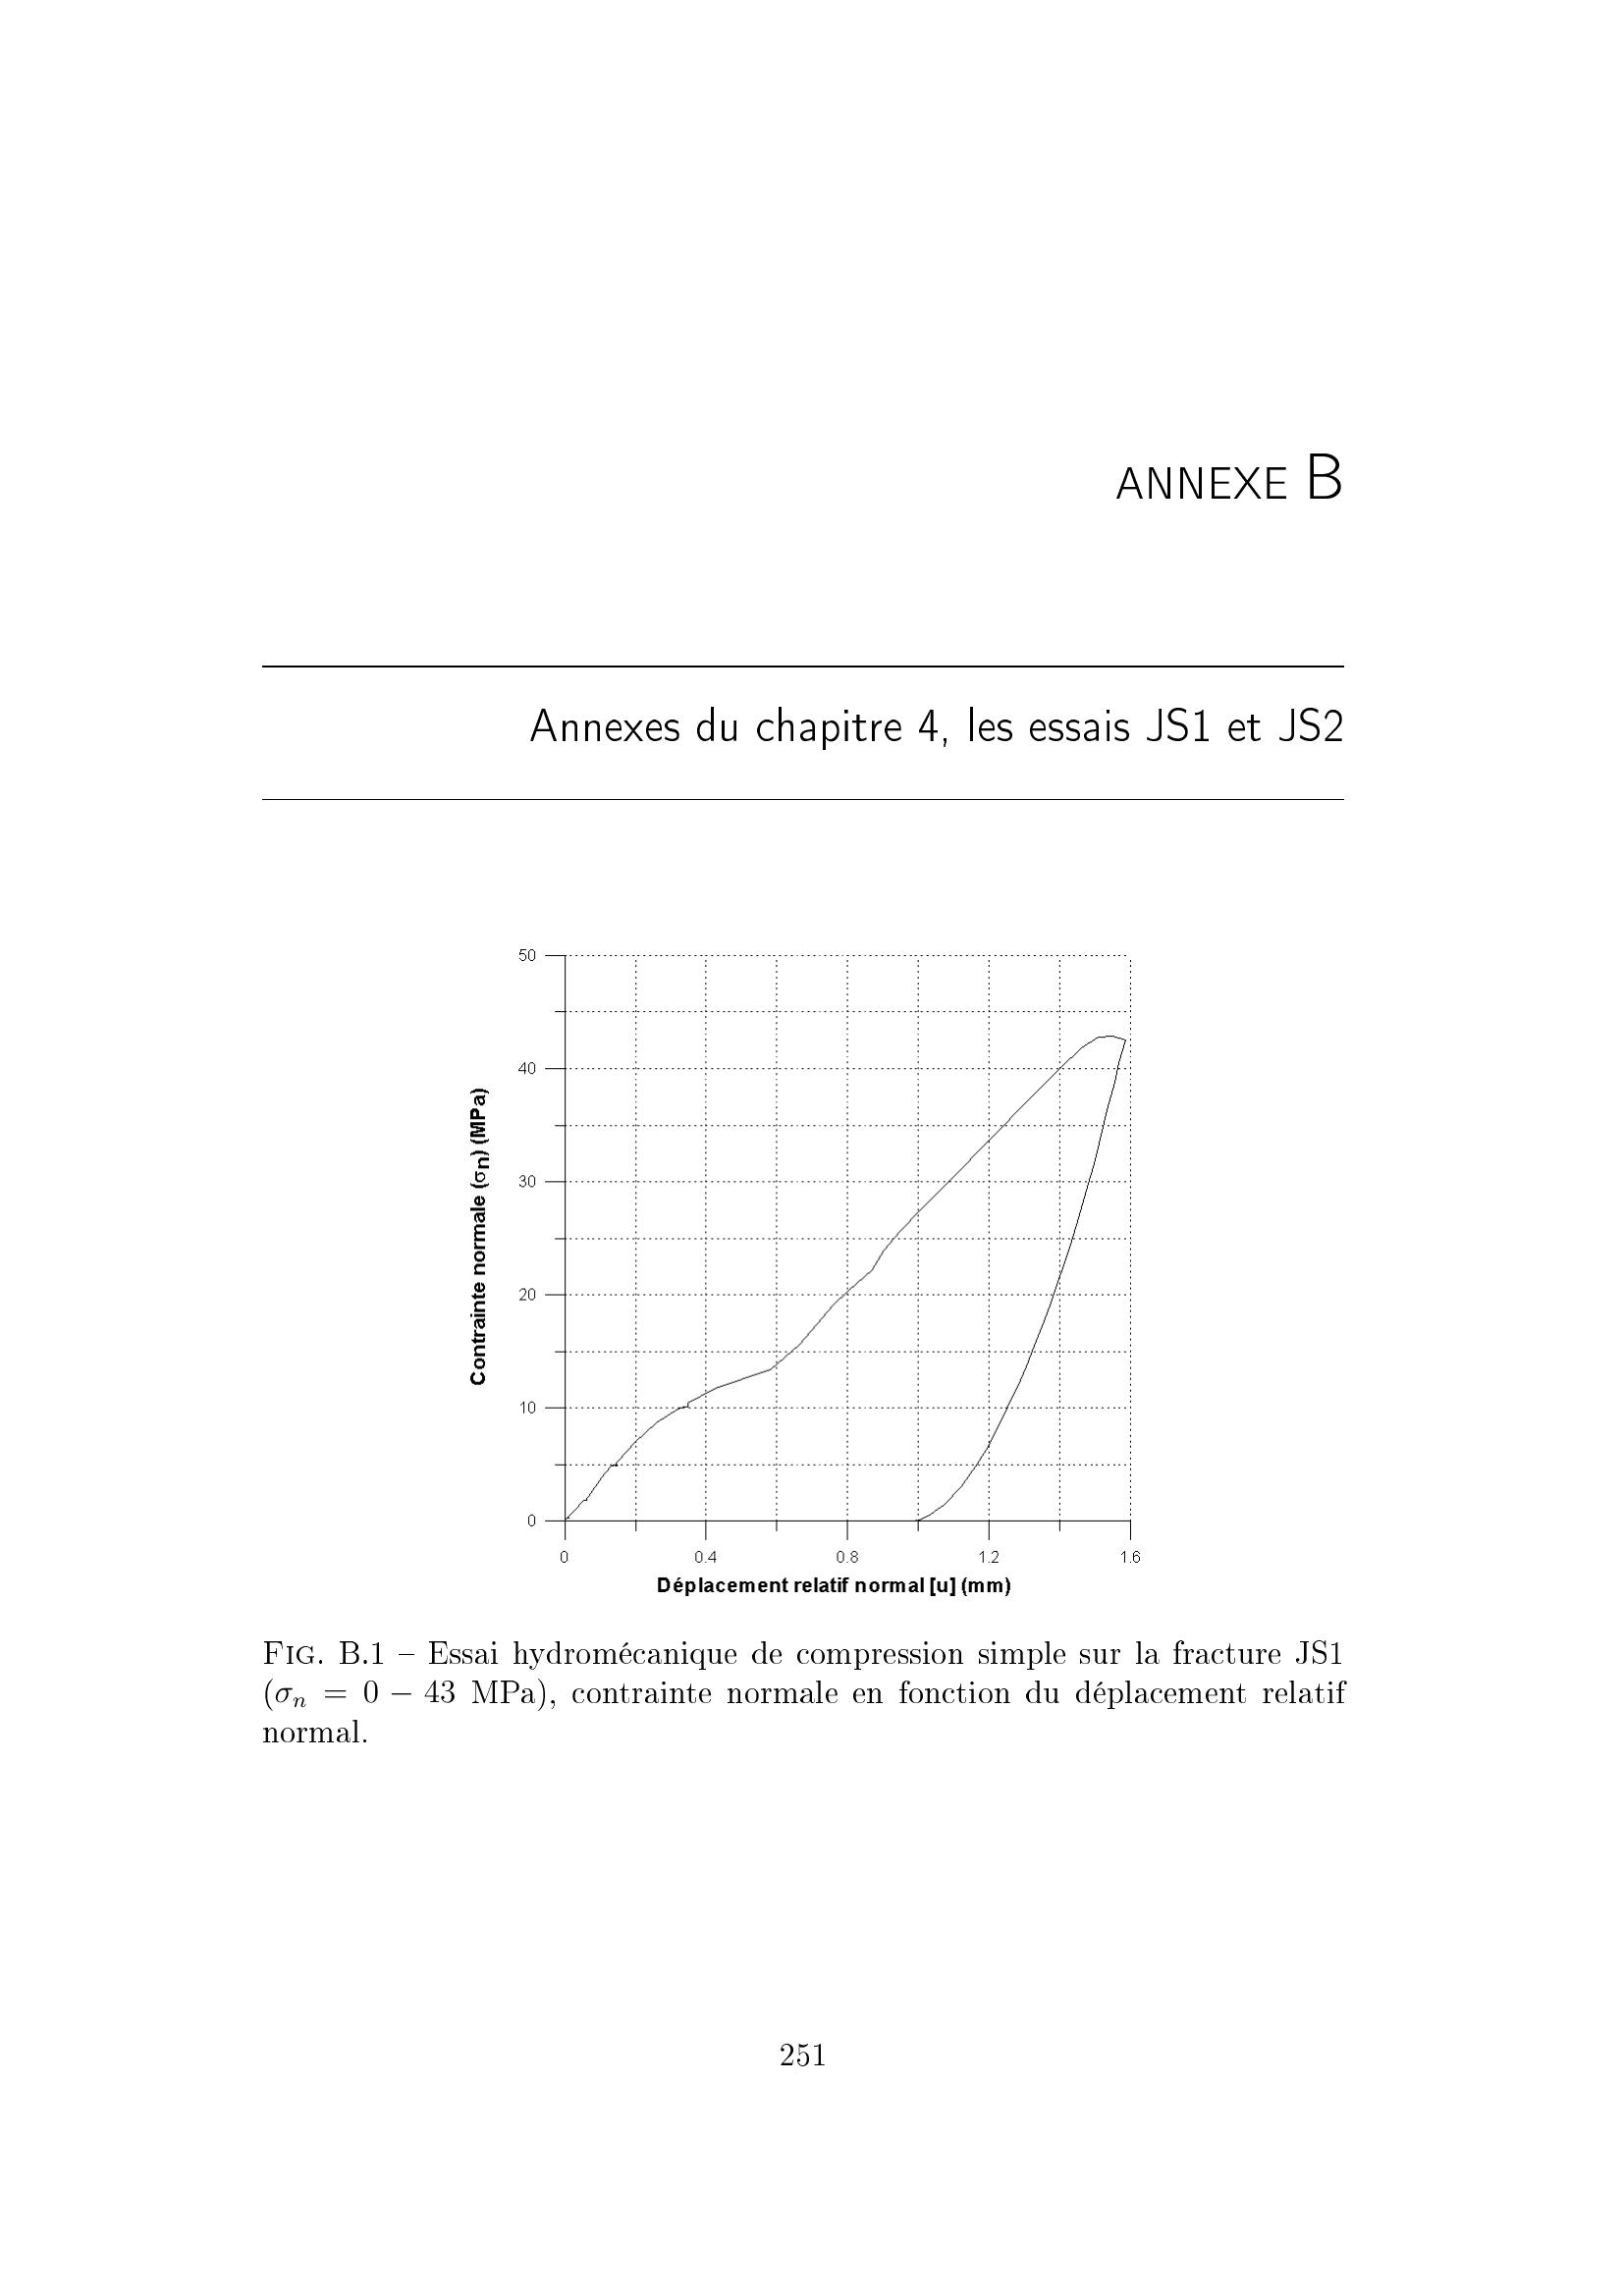 ANNEXE B
Annexes du chapitre 4, les essais JS1 et JS2
50
40
30
20
10
0
Contrainte normale (σn) (MPa)
0 0.4 0.8 1.2 1.6
Déplacement relatif normal [u] (mm)
FIG. B.1 – Essai hydromécanique de compression simple sur la fracture JS1
(σn = 0 – 43 MPa), contrainte normale en fonction du déplacement relatif
normal.
251